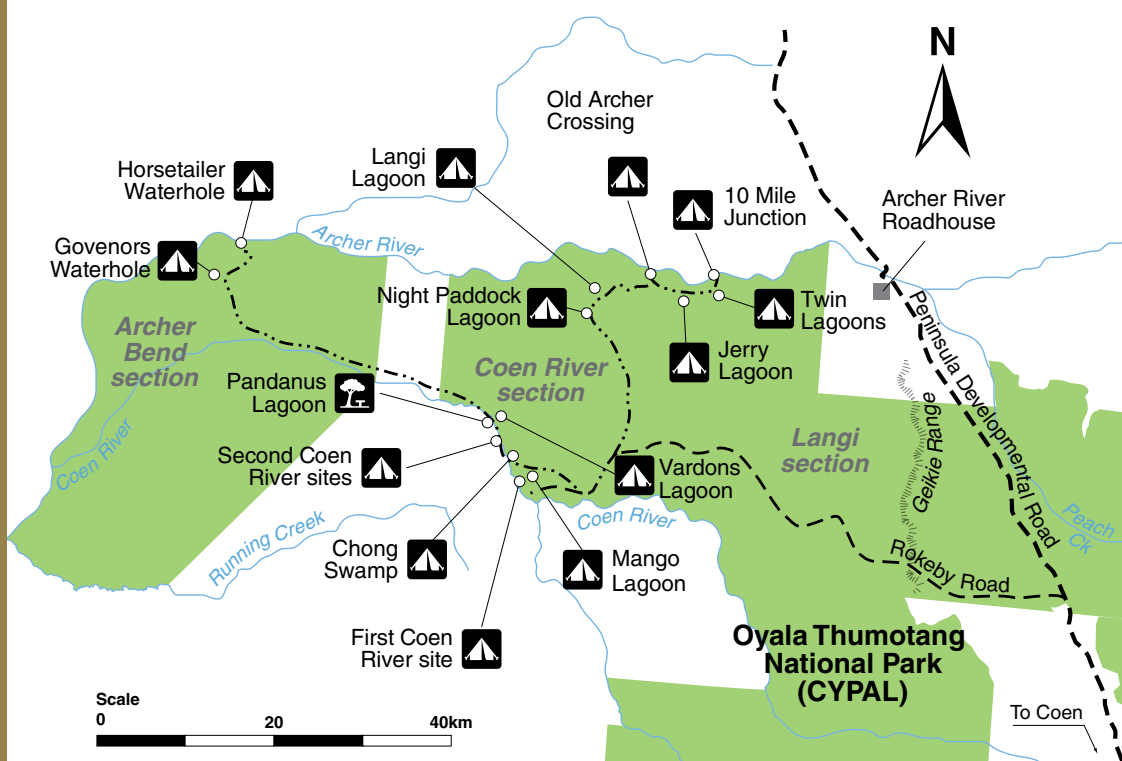 N
Old Archer
Crossing
Langi
Lagoon
Horsetailer
Waterhole
10 Mile
Junction
Archer River
Roadhouse
Govenors
Waterhole
Archer River
Night Paddock
Lagoon
Twin
Lagoons
Jerry
Lagoon
Peninsula Developmental Road
Archer
Bend
section
Coen River
section
Pandanus
Lagoon
Langi
section
Geikie Range
Coen River
Second Coen
River sites
Vardons
Lagoon
Peach
Ck
Running Creek
Coen River
Chong
Swamp
Mango
Lagoon
Rokeby Road
First Coen
River site
Oyala Thumotang
National Park
(CYPAL)
Scale
0 20 40km
To Coen